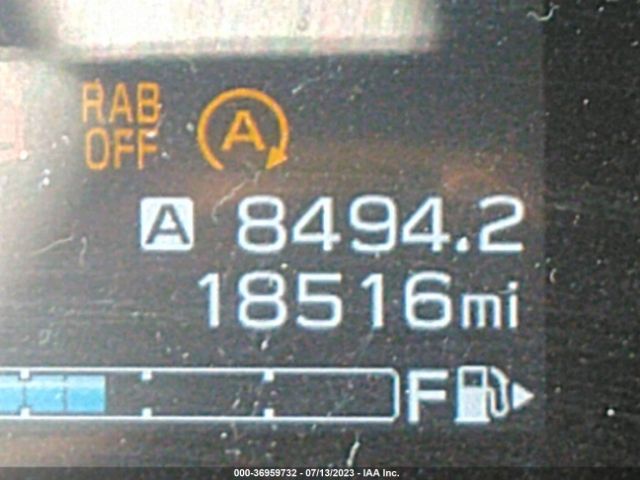 RAB
OFF
A
A 8494.2
18516mi
F
000-36959732 - 07/13/2023 - IAA Inc.